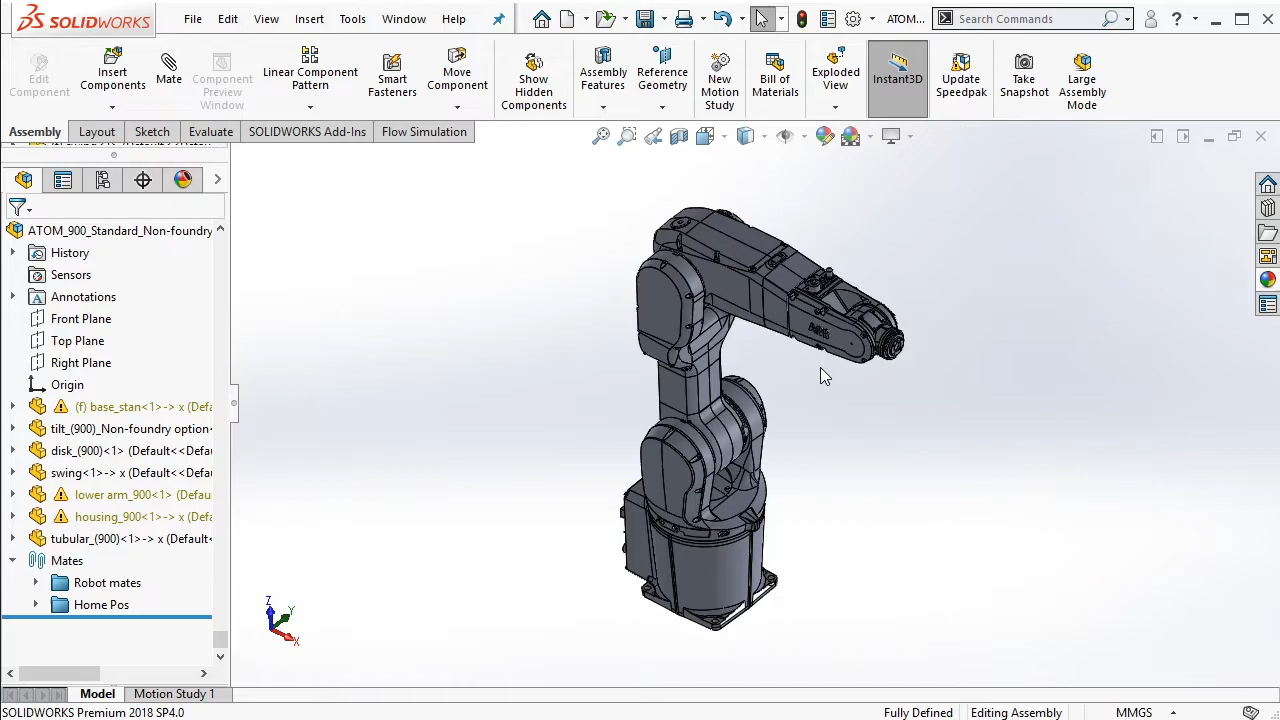 SOLIDWORKS File Edit View Insert Tools Window Help ATOM... Search Commands ?
Edit Component
Insert Components
Mate
Component Preview Window
Linear Component Pattern
Smart Fasteners
Move Component
Show Hidden Components
Assembly Features
Reference Geometry
New Motion Study
Bill of Materials
Exploded View
Instant3D
Update Speedpak
Take Snapshot
Large Assembly Mode
Assembly Layout Sketch Evaluate SOLIDWORKS Add-Ins Flow Simulation
ATOM_900_Standard_Non-foundry
History
Sensors
Annotations
Front Plane
Top Plane
Right Plane
Origin
(f) base_stan<1>-> x (Defa
tilt_(900)_Non-foundry option
disk_(900)<1> (Default<<Defa
swing<1>-> x (Default<<Defa
lower arm_900<1> (Defau
housing_900<1>-> x (Defa
tubular_(900)<1>-> x (Default<
Mates
Robot mates
Home Pos
Z
Y
X
Model Motion Study 1
SOLIDWORKS Premium 2018 SP4.0 Fully Defined Editing Assembly MMGS